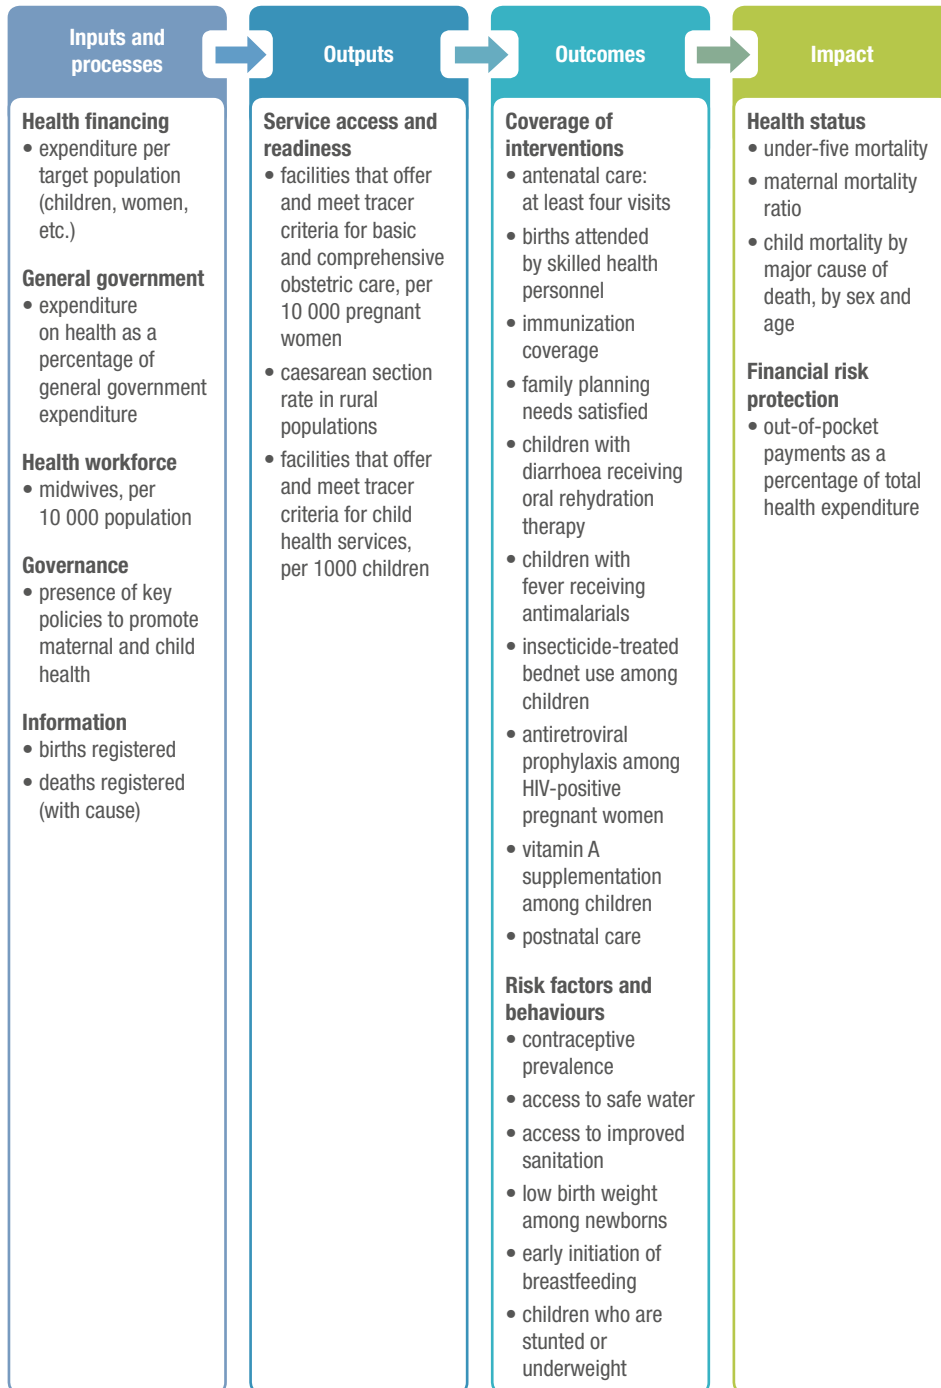 Inputs and
processes
Outputs
Outcomes
Impact
Health financing
• expenditure per
target population
(children, women,
etc.)
General government
• expenditure
on health as a
percentage of
general government
expenditure
Health workforce
• midwives, per
10 000 population
Governance
• presence of key
policies to promote
maternal and child
health
Information
• births registered
• deaths registered
(with cause)
Service access and
readiness
• facilities that offer
and meet tracer
criteria for basic
and comprehensive
obstetric care, per
10 000 pregnant
women
• caesarean section
rate in rural
populations
• facilities that offer
and meet tracer
criteria for child
health services,
per 1000 children
Coverage of
interventions
• antenatal care:
at least four visits
• births attended
by skilled health
personnel
• immunization
coverage
• family planning
needs satisfied
• children with
diarrhoea receiving
oral rehydration
therapy
• children with
fever receiving
antimalarials
• insecticide-treated
bednet use among
children
• antiretroviral
prophylaxis among
HIV-positive
pregnant women
• vitamin A
supplementation
among children
• postnatal care
Risk factors and
behaviours
• contraceptive
prevalence
• access to safe water
• access to improved
sanitation
• low birth weight
among newborns
• early initiation of
breastfeeding
• children who are
stunted or
underweight
Health status
• under-five mortality
• maternal mortality
ratio
• child mortality by
major cause of
death, by sex and
age
Financial risk
protection
• out-of-pocket
payments as a
percentage of total
health expenditure